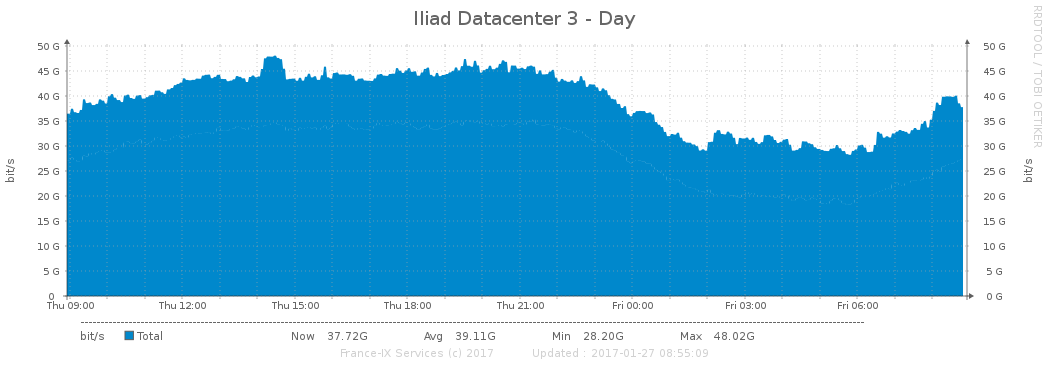 Iliad Datacenter 3 - Day
RRDTOOL / TOBI OETIKER
50 G 50 G
45 G 45 G
40 G 40 G
35 G 35 G
30 G 30 G
25 G 25 G
20 G 20 G
15 G 15 G
10 G 10 G
5 G 5 G
0 0 G
bit/s bit/s
Thu 09:00 Thu 12:00 Thu 15:00 Thu 18:00 Thu 21:00 Fri 00:00 Fri 03:00 Fri 06:00
bit/s Total Now 37.72G Avg 39.11G Min 28.20G Max 48.02G
France-IX Services (c) 2017 Updated : 2017-01-27 08:55:09